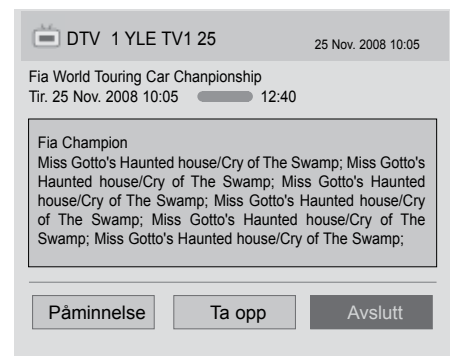 DTV 1 YLE TV1 25 25 Nov. 2008 10:05
Fia World Touring Car Chanpionship
Tir. 25 Nov. 2008 10:05 12:40
Fia Champion
Miss Gotto's Haunted house/Cry of The Swamp; Miss Gotto's
Haunted house/Cry of The Swamp; Miss Gotto's Haunted
house/Cry of The Swamp; Miss Gotto's Haunted house/Cry
of The Swamp; Miss Gotto's Haunted house/Cry of The
Swamp; Miss Gotto's Haunted house/Cry of The Swamp;
Påminnelse Ta opp Avslutt